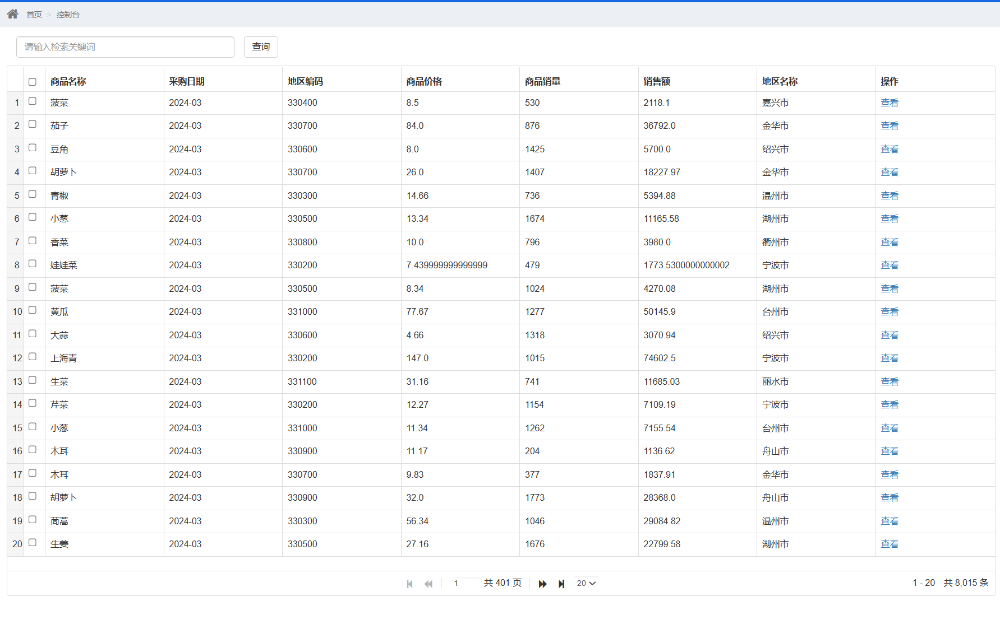 首页 > 控制台
请输入检索关键词 查询
商品名称 采购日期 地区编码 商品价格 商品销量 销售额 地区名称 操作
1 菠菜 2024-03 330400 8.5 530 2118.1 嘉兴市 查看
2 茄子 2024-03 330700 84.0 876 36792.0 金华市 查看
3 豆角 2024-03 330600 8.0 1425 5700.0 绍兴市 查看
4 胡萝卜 2024-03 330700 26.0 1407 18227.97 金华市 查看
5 青椒 2024-03 330300 14.66 736 5394.88 温州市 查看
6 小葱 2024-03 330500 13.34 1674 11165.58 湖州市 查看
7 香菜 2024-03 330800 10.0 796 3980.0 衢州市 查看
8 娃娃菜 2024-03 330200 7.439999999999999 479 1773.5300000000002 宁波市 查看
9 菠菜 2024-03 330500 8.34 1024 4270.08 湖州市 查看
10 黄瓜 2024-03 331000 77.67 1277 50145.9 台州市 查看
11 大蒜 2024-03 330600 4.66 1318 3070.94 绍兴市 查看
12 上海青 2024-03 330200 147.0 1015 74602.5 宁波市 查看
13 生菜 2024-03 331100 31.16 741 11685.03 丽水市 查看
14 芹菜 2024-03 330200 12.27 1154 7109.19 宁波市 查看
15 小葱 2024-03 331000 11.34 1262 7155.54 台州市 查看
16 木耳 2024-03 330900 11.17 204 1136.62 舟山市 查看
17 木耳 2024-03 330700 9.83 377 1837.91 金华市 查看
18 胡萝卜 2024-03 330900 32.0 1773 28368.0 舟山市 查看
19 茼蒿 2024-03 330300 56.34 1046 29084.82 温州市 查看
20 生姜 2024-03 330500 27.16 1676 22799.58 湖州市 查看
1 共 401 页 20 1 - 20 共 8,015 条